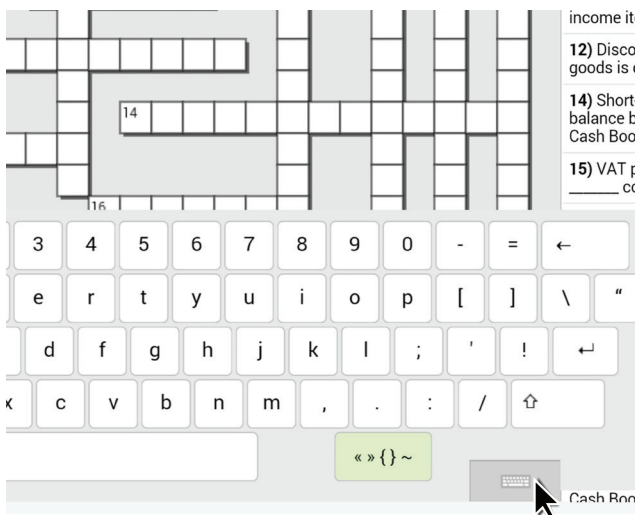 income it
12) Disco
goods is
14) Short
balance b
Cash Boo
15) VAT p
_______ co
14
16
3 4 5 6 7 8 9 0 - = ←
e r t y u i o p [ ] \ “
d f g h j k l ; ' ! ↵
x c v b n m , . : / ⇧
« » { } ~
Cash Boo